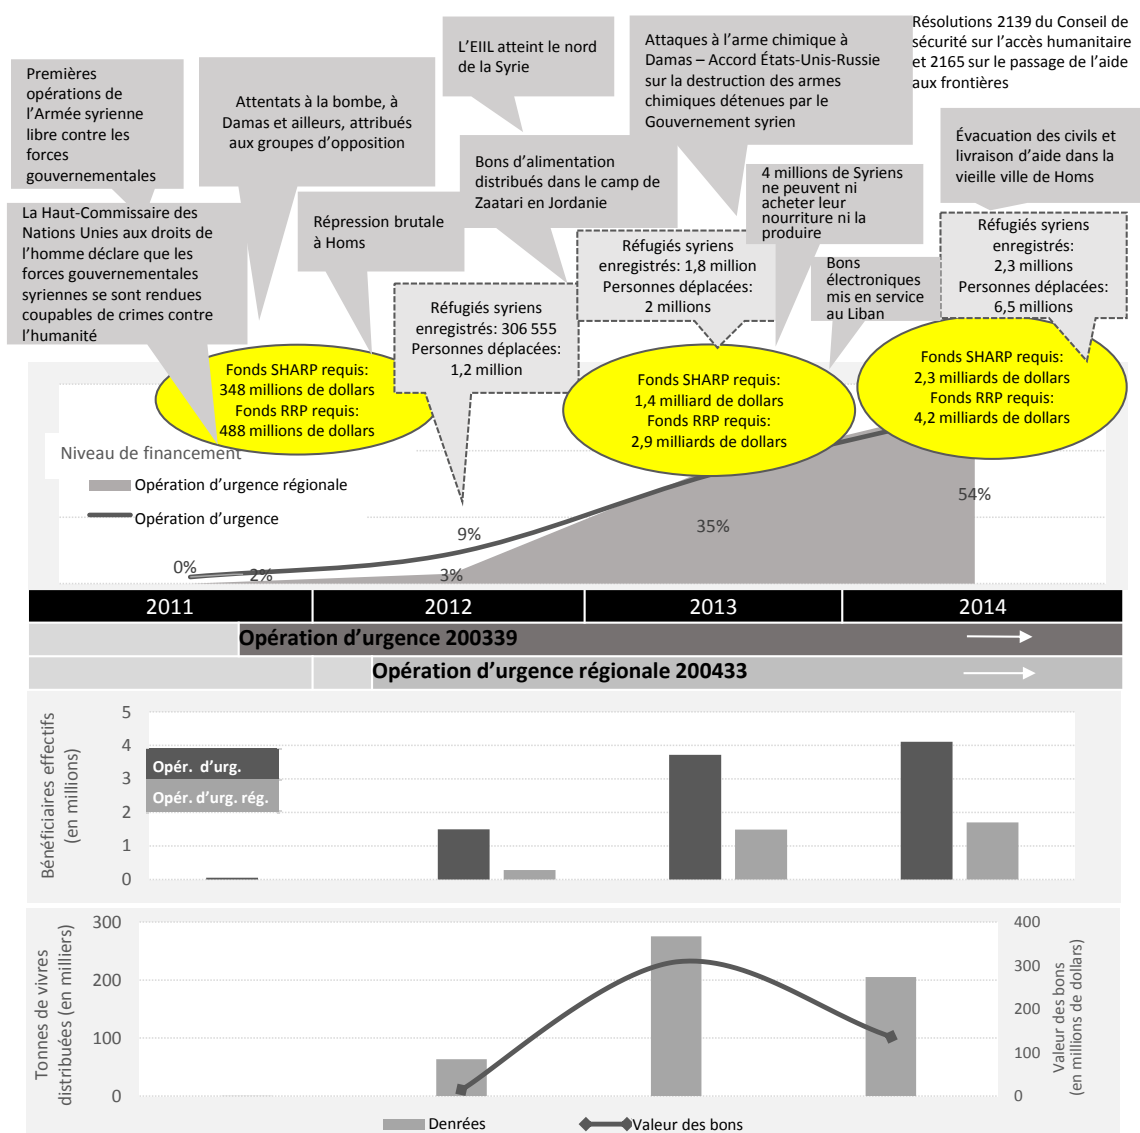 Résolutions 2139 du Conseil de
sécurité sur l'accès humanitaire
et 2165 sur le passage de l'aide
aux frontières
Attaques à l'arme chimique à
Damas – Accord États-Unis-Russie
sur la destruction des armes
chimiques détenues par le
Gouvernement syrien
L'EIIL atteint le nord
de la Syrie
Premières
opérations de
l'Armée syrienne
libre contre les
forces
gouvernementales
Attentats à la bombe, à
Damas et ailleurs, attribués
aux groupes d'opposition
Bons d'alimentation
distribués dans le camp de
Zaatari en Jordanie
4 millions de Syriens
ne peuvent ni
acheter leur
nourriture ni la
produire
Évacuation des civils et
livraison d'aide dans la
vieille ville de Homs
La Haut-Commissaire des
Nations Unies aux droits de
l'homme déclare que les
forces gouvernementales
syriennes se sont rendues
coupables de crimes contre
l'humanité
Répression brutale
à Homs
Réfugiés syriens
enregistrés: 306 555
Personnes déplacées:
1,2 million
Réfugiés syriens
enregistrés: 1,8 million
Personnes déplacées:
2 millions
Bons
électroniques
mis en service
au Liban
Réfugiés syriens
enregistrés:
2,3 millions
Personnes déplacées:
6,5 millions
Fonds SHARP requis:
348 millions de dollars
Fonds RRP requis:
488 millions de dollars
Fonds SHARP requis:
1,4 milliard de dollars
Fonds RRP requis:
2,9 milliards de dollars
Fonds SHARP requis:
2,3 milliards de dollars
Fonds RRP requis:
4,2 milliards de dollars
Niveau de financement
Opération d'urgence régionale
Opération d'urgence
0%
2%
9%
3%
35%
54%
2011 2012 2013 2014
Opération d'urgence 200339
Opération d'urgence régionale 200433
Bénéficiaires effectifs
(en millions)
5
4
3
2
1
0
Opér. d'urg.
Opér. d'urg. rég.
Tonnes de vivres
distribuées (en milliers)
300
200
100
0
400
300
200
100
0
Valeur des bons
(en millions de dollars)
Denrées
Valeur des bons